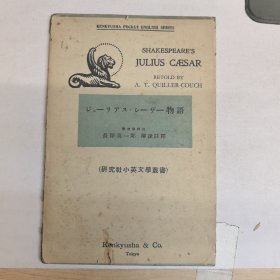 KENKYUSHA POCKET ENGLISH SERIES
SHAKESPEARE'S
JULIUS CÆSAR
RETOLD BY
A. T. QUILLER-COUCH
ジューリアス・シーザー物語
(研究社小英文學叢書)
Kenkyusha & Co.
Tokyo